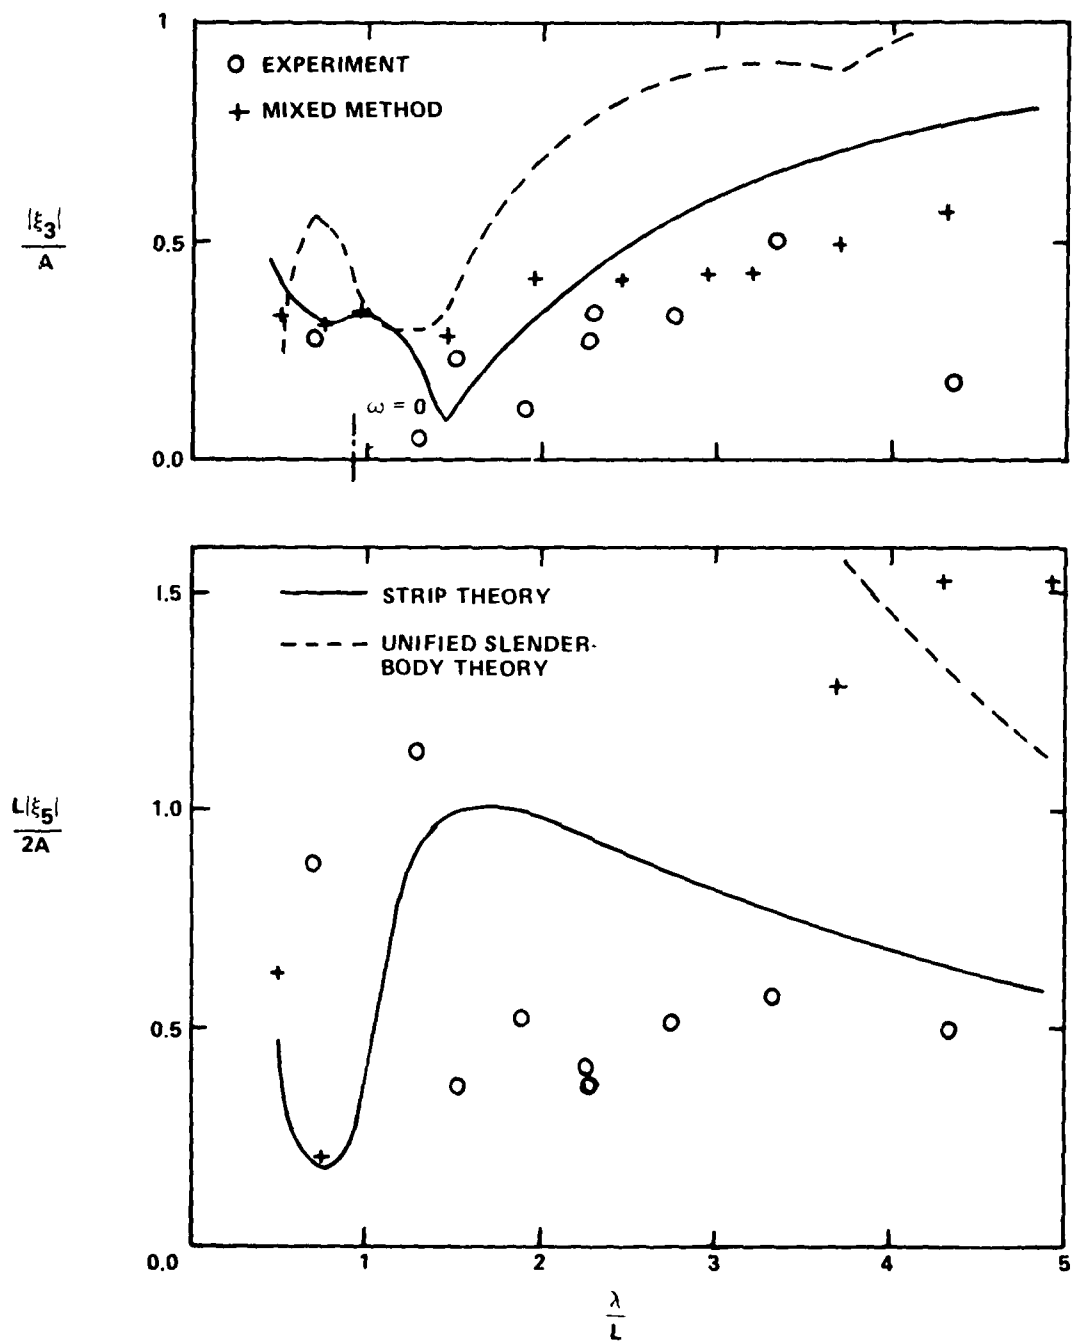 1
O EXPERIMENT
+ MIXED METHOD
|ξ3|
A
0.5
ω = 0
0.0
1.5
STRIP THEORY
UNIFIED SLENDER-
BODY THEORY
1.0
L|ξ5|
2A
0.5
0.0 1 2 3 4 5
λ
L